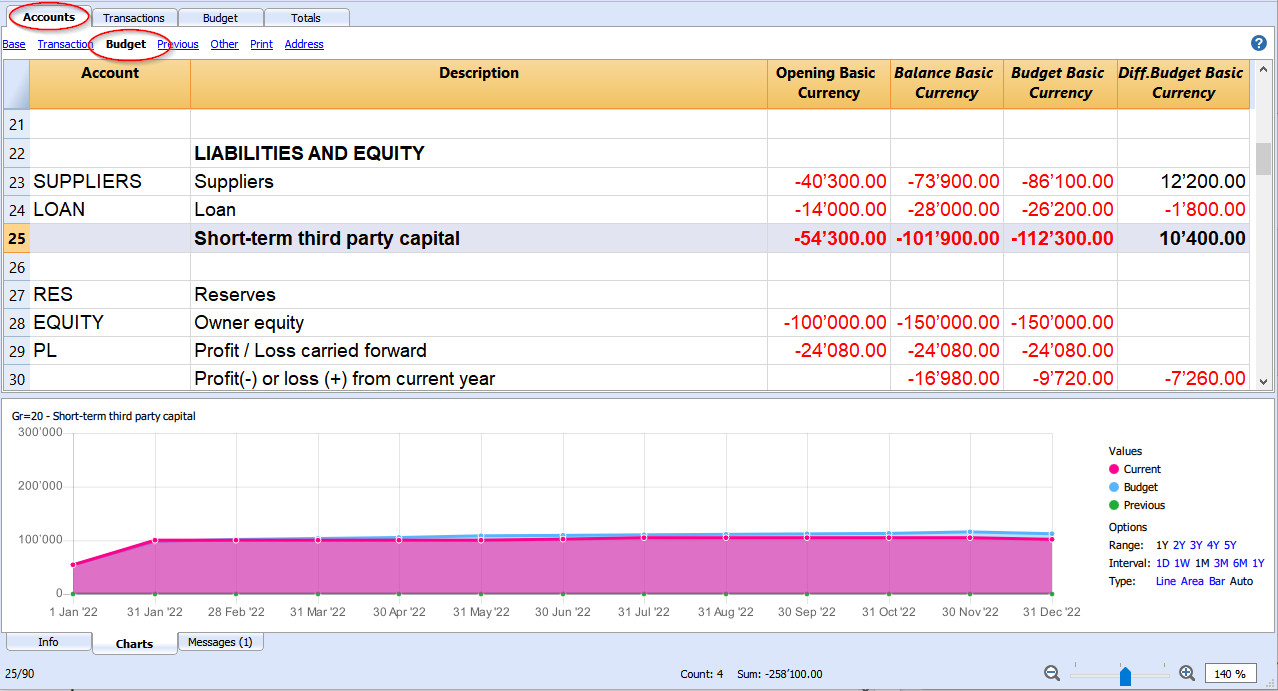 Accounts Transactions Budget Totals
Base Transaction Budget Previous Other Print Address ?
Account Description Opening Basic Currency Balance Basic Currency Budget Basic Currency Diff.Budget Basic Currency
21
22 LIABILITIES AND EQUITY
23 SUPPLIERS Suppliers -40’300.00 -73’900.00 -86’100.00 12’200.00
24 LOAN Loan -14’000.00 -28’000.00 -26’200.00 -1’800.00
25 Short-term third party capital -54’300.00 -101’900.00 -112’300.00 10’400.00
26
27 RES Reserves
28 EQUITY Owner equity -100’000.00 -150’000.00 -150’000.00
29 PL Profit / Loss carried forward -24’080.00 -24’080.00 -24’080.00
30 Profit(-) or loss (+) from current year -16’980.00 -9’720.00 -7’260.00
Gr=20 - Short-term third party capital
300’000
200’000
100’000
0
1 Jan ’22 31 Jan ’22 28 Feb ’22 31 Mar ’22 30 Apr ’22 31 May ’22 30 Jun ’22 31 Jul ’22 31 Aug ’22 30 Sep ’22 31 Oct ’22 30 Nov ’22 31 Dec ’22
Values
Current
Budget
Previous
Options
Range: 1Y 2Y 3Y 4Y 5Y
Interval: 1D 1W 1M 3M 6M 1Y
Type: Line Area Bar Auto
Info Charts Messages (1)
25/90 Count: 4 Sum: -258’100.00 140 %